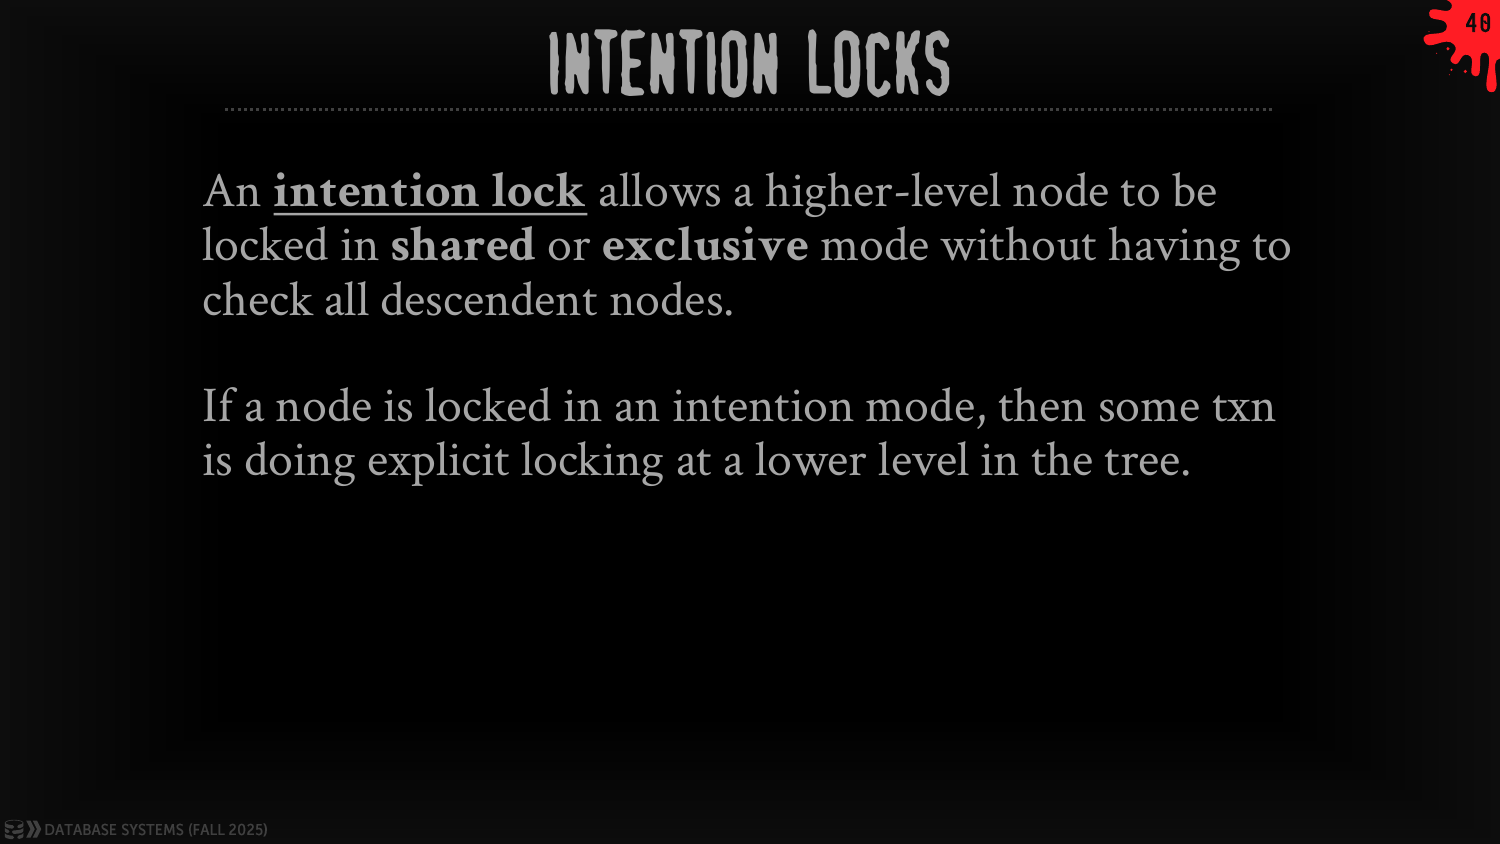 40
INTENTION LOCKS
An intention lock allows a higher-level node to be
locked in shared or exclusive mode without having to
check all descendent nodes.
If a node is locked in an intention mode, then some txn
is doing explicit locking at a lower level in the tree.
DATABASE SYSTEMS (FALL 2025)